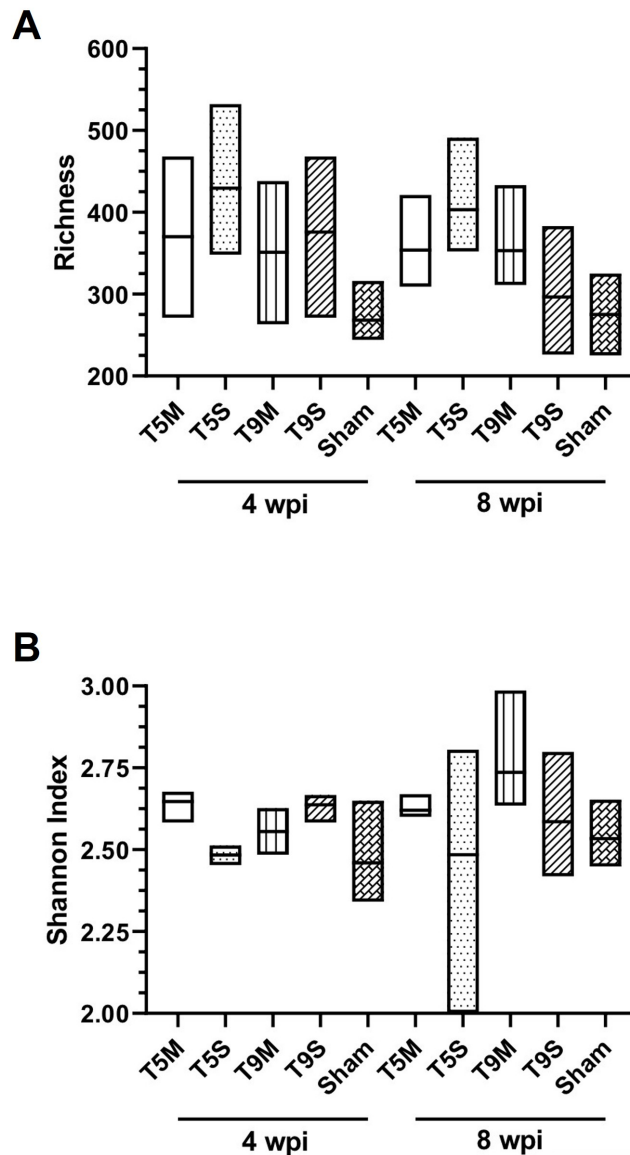 A
Richness
600
500
400
300
200
T5M T5S T9M T9S Sham T5M T5S T9M T9S Sham
4 wpi 8 wpi
B
Shannon Index
3.00
2.75
2.50
2.25
2.00
T5M T5S T9M T9S Sham T5M T5S T9M T9S Sham
4 wpi 8 wpi